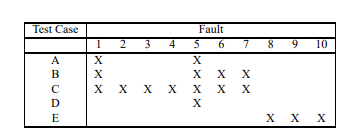 Test Case Fault
1 2 3 4 5 6 7 8 9 10
A X X
B X X X X
C X X X X X X X
D X
E X X X